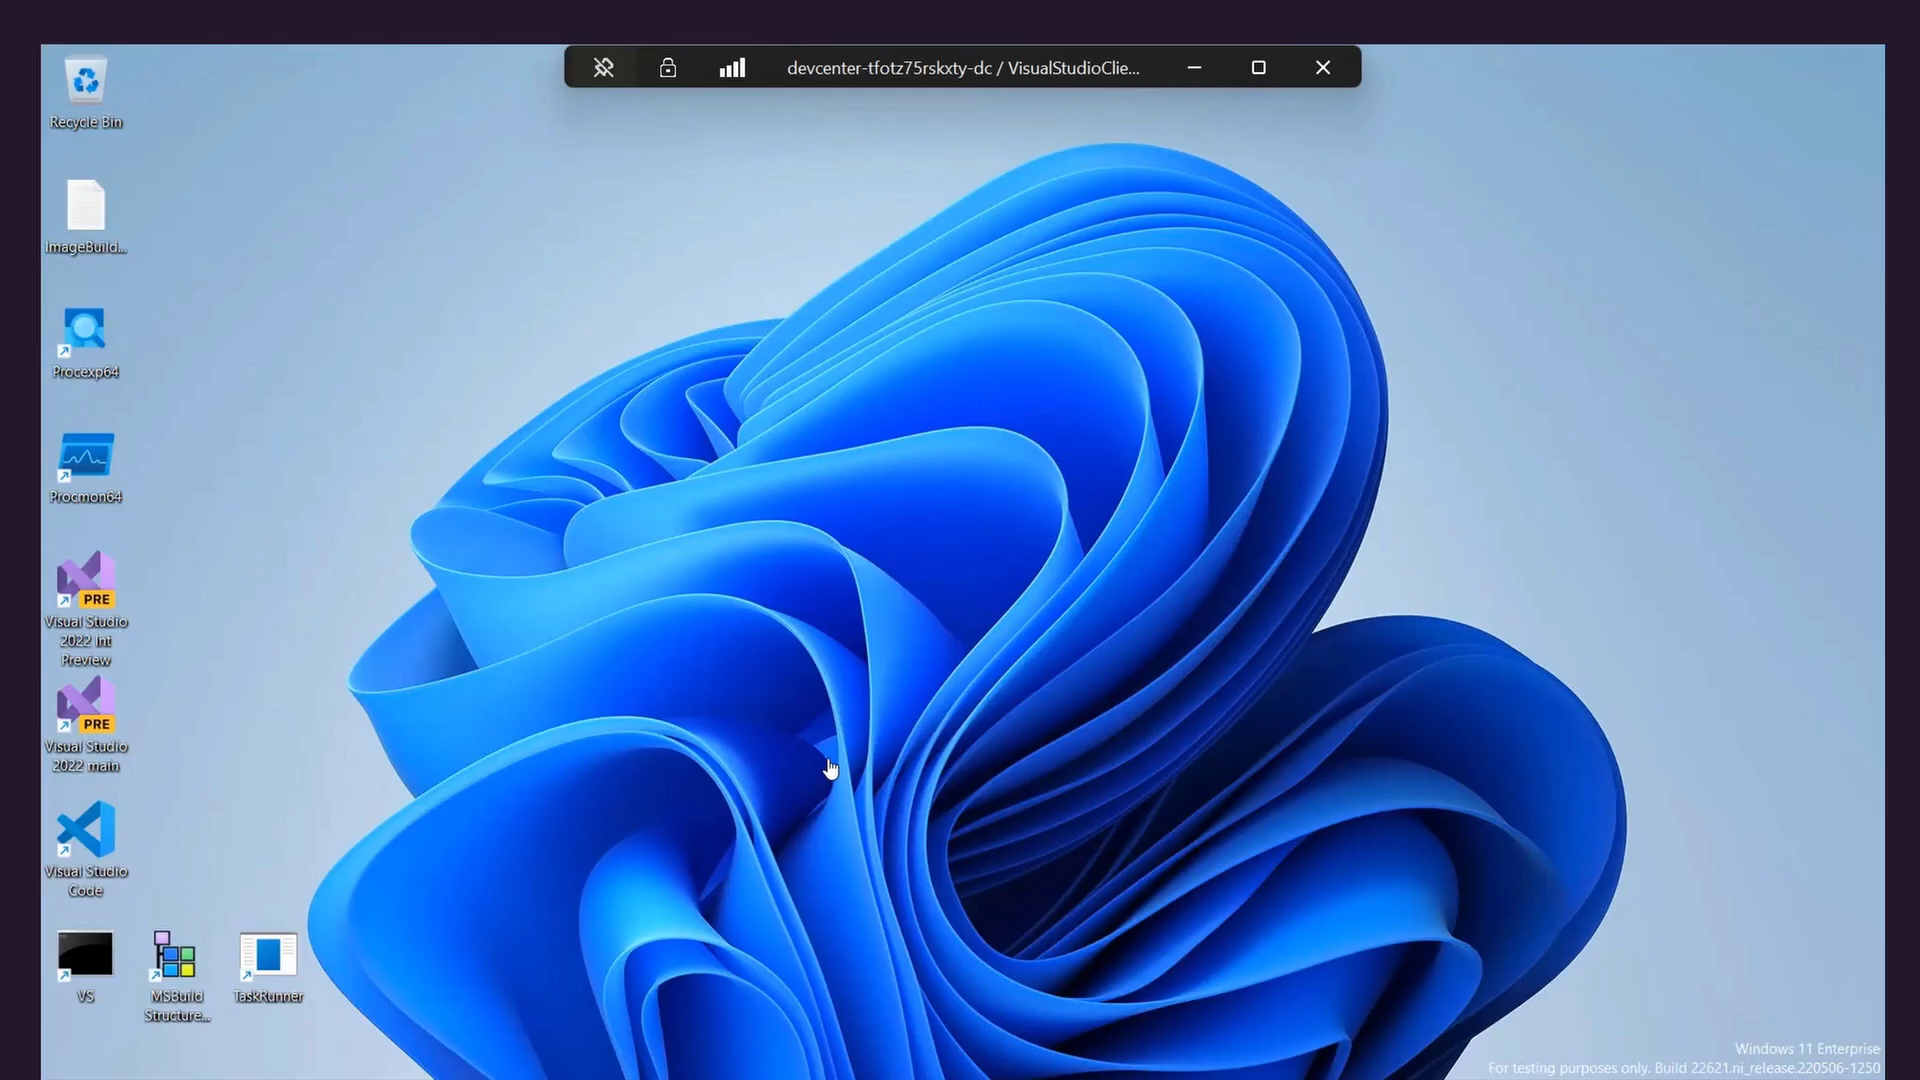 devcenter-tfotz75rskxty-dc / VisualStudioClie...
Recycle Bin
ImageBuild...
Procexp64
Procmon64
PRE
Visual Studio
2022 Int
Preview
PRE
Visual Studio
2022 main
Visual Studio
Code
VS
MSBuild
Structure...
TaskRunner
Windows 11 Enterprise
For testing purposes only. Build 22621.ni_release.220506-1250